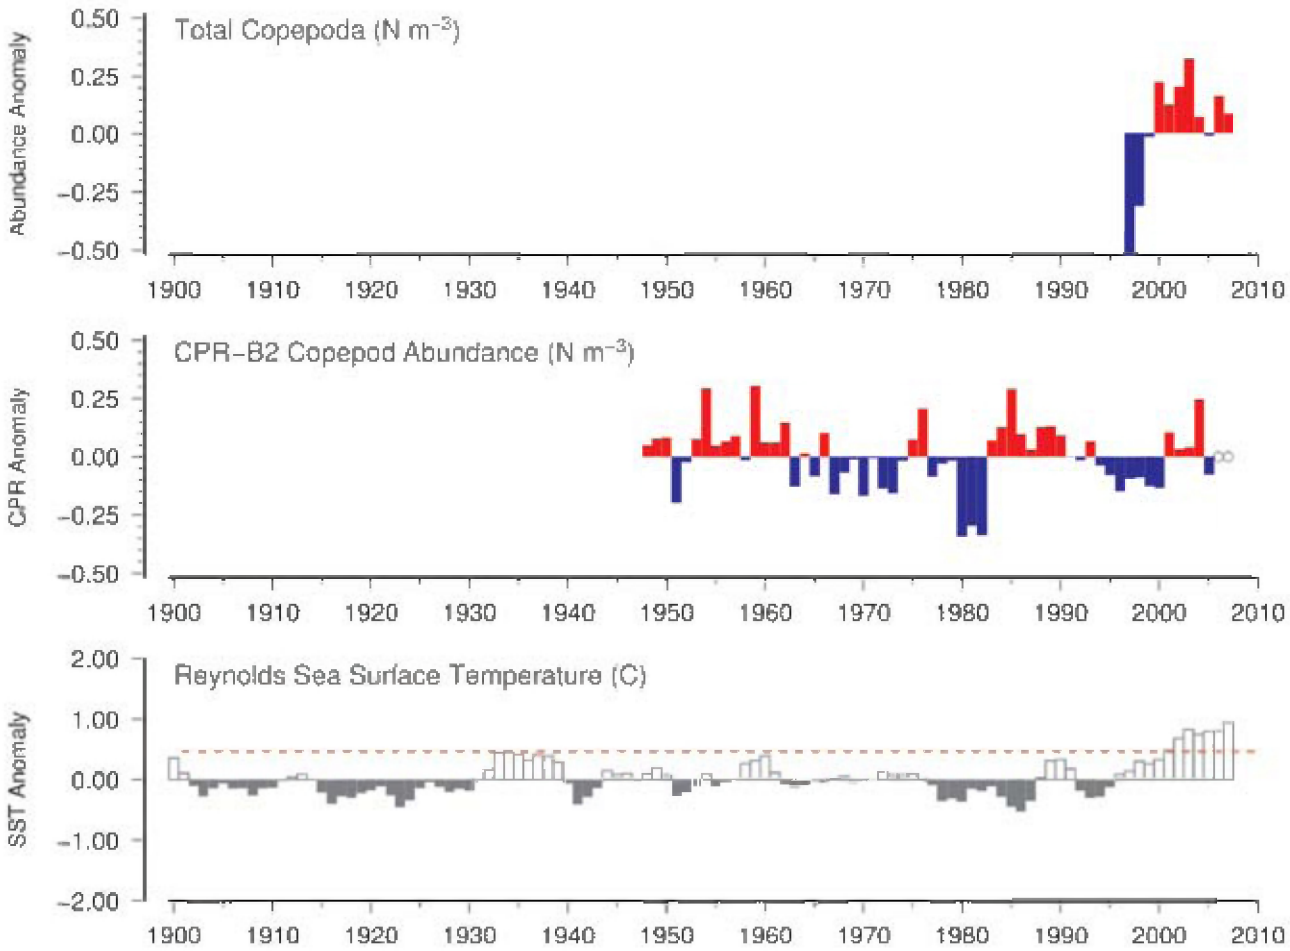 Total Copepoda (N m⁻³)
Abundance Anomaly
0.50
0.25
0.00
−0.25
−0.50
1900 1910 1920 1930 1940 1950 1960 1970 1980 1990 2000 2010
CPR−B2 Copepod Abundance (N m⁻³)
CPR Anomaly
0.50
0.25
0.00
−0.25
−0.50
1900 1910 1920 1930 1940 1950 1960 1970 1980 1990 2000 2010
Reynolds Sea Surface Temperature (C)
SST Anomaly
2.00
1.00
0.00
−1.00
−2.00
1900 1910 1920 1930 1940 1950 1960 1970 1980 1990 2000 2010